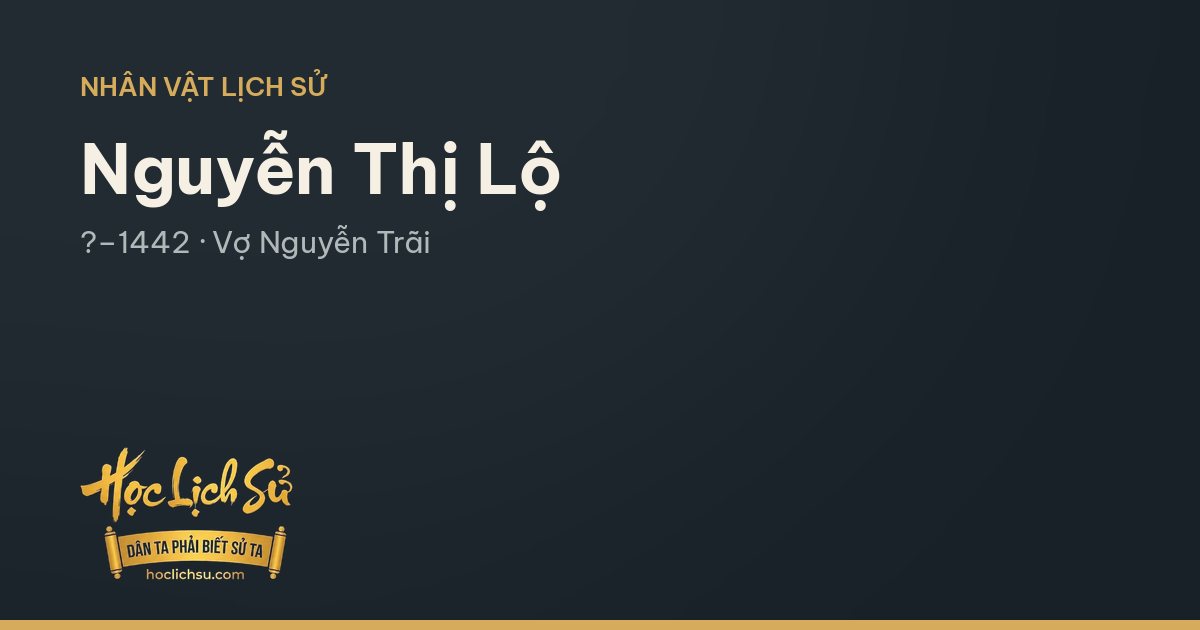 NHÂN VẬT LỊCH SỬ
Nguyễn Thị Lộ
?–1442 · Vợ Nguyễn Trãi
Học Lịch Sử
DÂN TA PHẢI BIẾT SỬ TA
hoclichsu.com